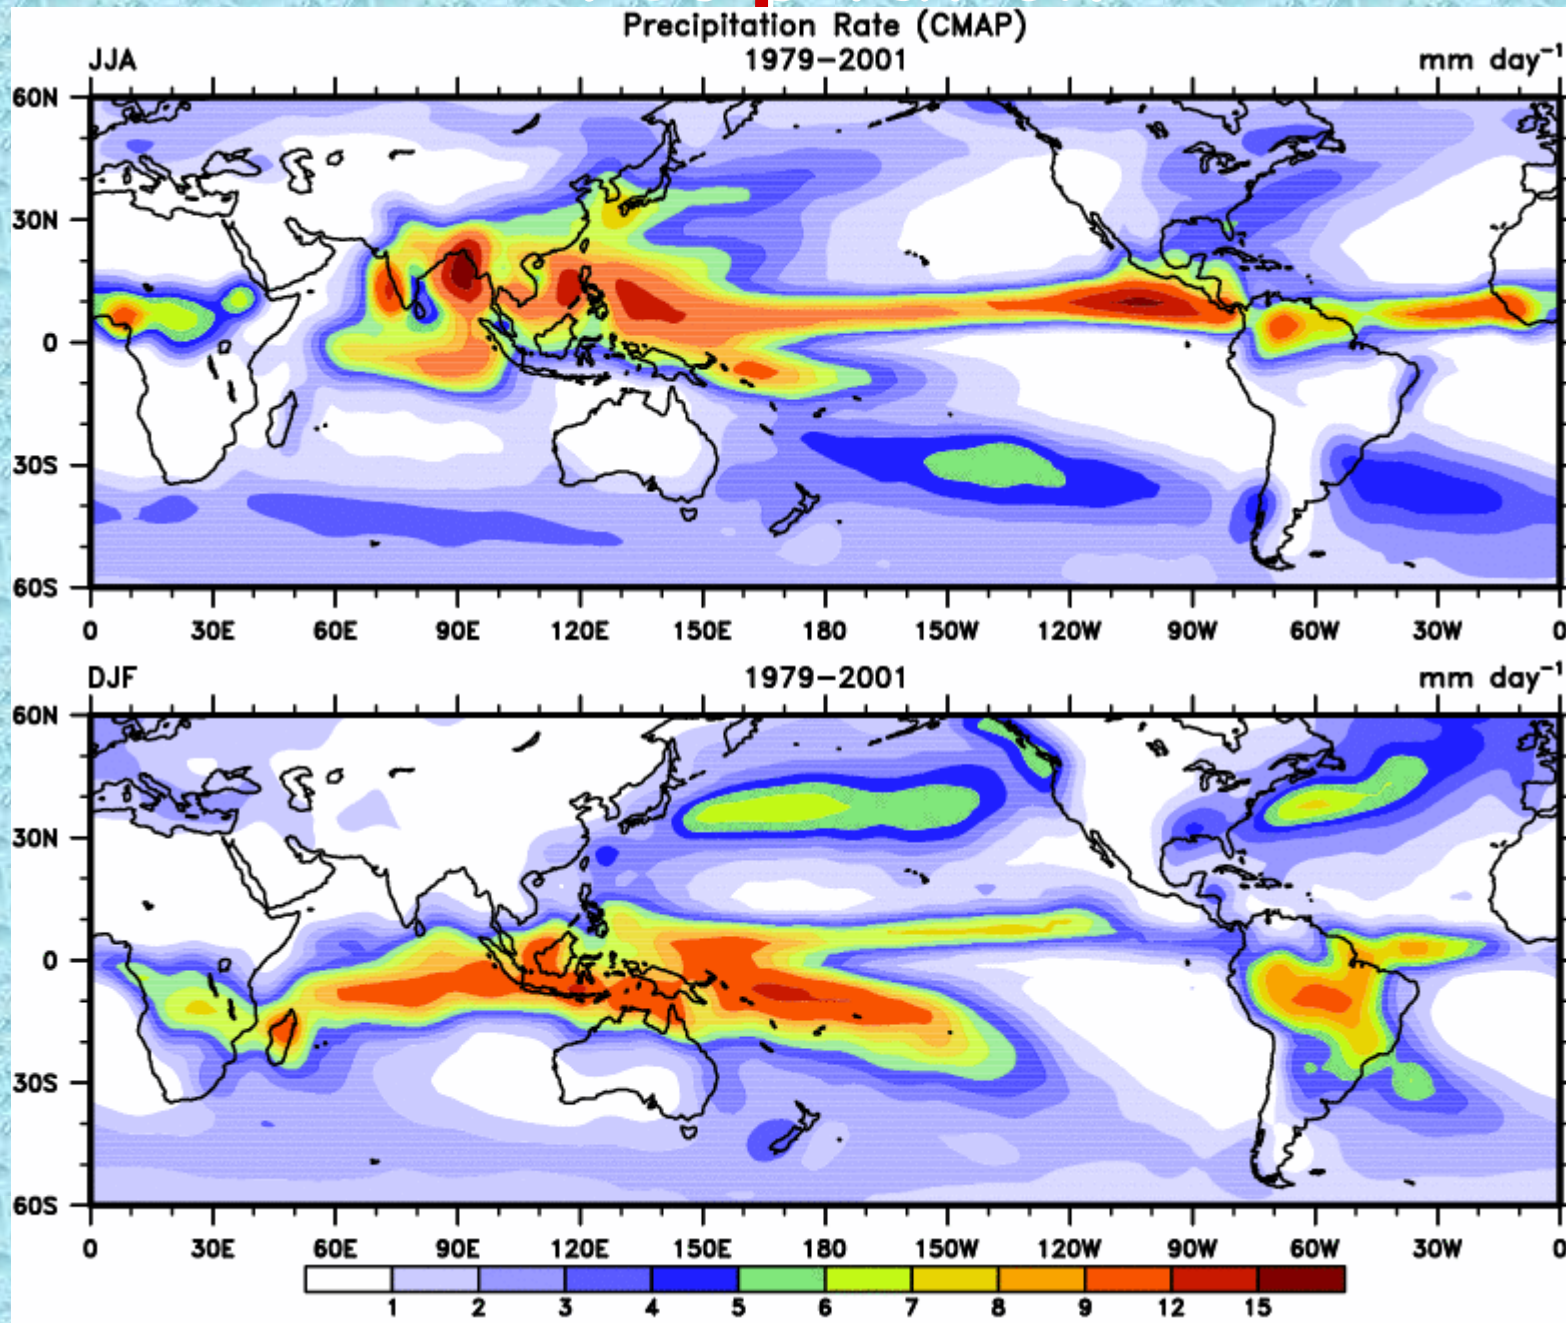 Precipitation Rate (CMAP)
JJA 1979-2001 mm day⁻¹
60N
30N
0
30S
60S
0 30E 60E 90E 120E 150E 180 150W 120W 90W 60W 30W 0
DJF 1979-2001 mm day⁻¹
60N
30N
0
30S
60S
0 30E 60E 90E 120E 150E 180 150W 120W 90W 60W 30W 0
1 2 3 4 5 6 7 8 9 12 15